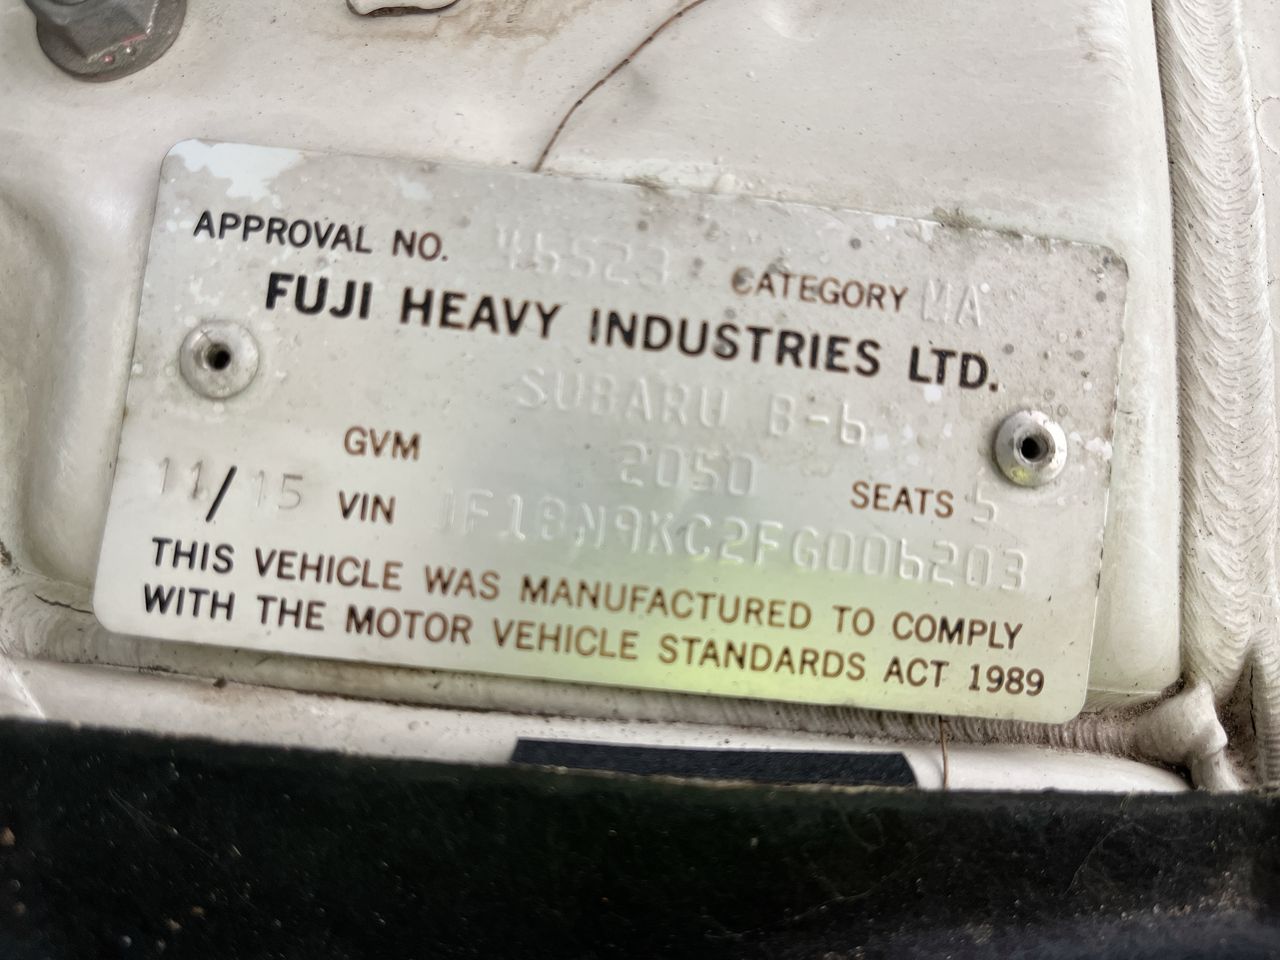 APPROVAL NO. 46523 CATEGORY MA
FUJI HEAVY INDUSTRIES LTD.
SUBARU B-6
GVM 2050 SEATS 5
11/15 VIN JF1BN9KC2FG006203
THIS VEHICLE WAS MANUFACTURED TO COMPLY
WITH THE MOTOR VEHICLE STANDARDS ACT 1989